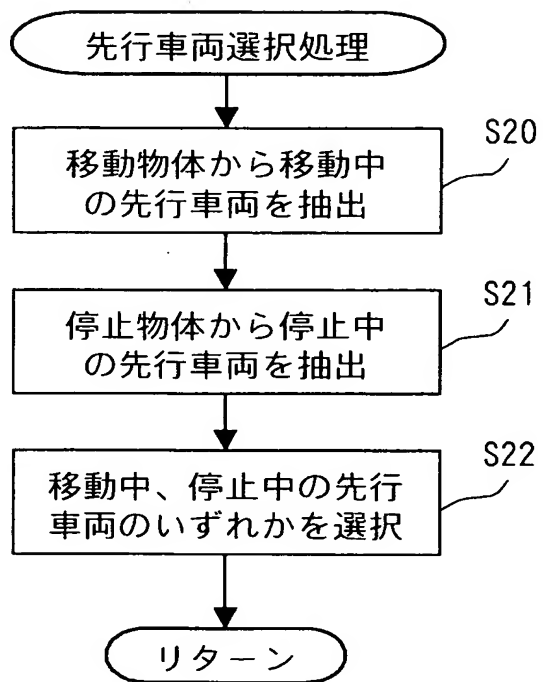 先行車両選択処理
S20
移動物体から移動中
の先行車両を抽出
S21
停止物体から停止中
の先行車両を抽出
S22
移動中、停止中の先行
車両のいずれかを選択
リターン